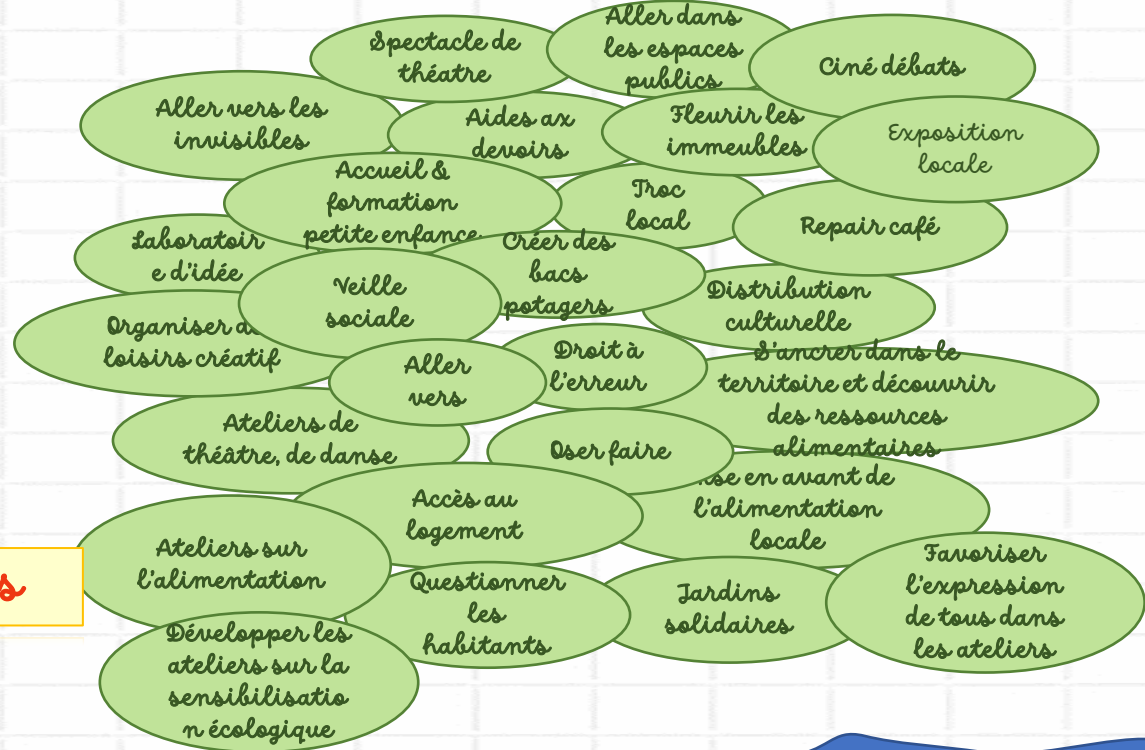 Spectacle de
théatre
Aller dans
les espaces
publics
Ciné débats
Aller vers les
invisibles
Aides ax
devoirs
Fleurir les
immeubles
Exposition
locale
Accueil &
formation
petite enfance
Troc
local
Repair café
Laboratoir
e d'idée
Créer des
bacs
potagers
Veille
sociale
Distribution
culturelle
Organiser
loisirs créatif
Aller
vers
Droit à
l'erreur
S'ancrer dans le
territoire et découvrir
des ressources
alimentaires
Ateliers de
théâtre, de danse
Oser faire
en avant de
l'alimentation
locale
Accès au
logement
Ateliers sur
l'alimentation
Questionner
les
habitants
Jardins
solidaires
Favoriser
l'expression
de tous dans
les ateliers
Développer les
ateliers sur la
sensibilisatio
n écologique